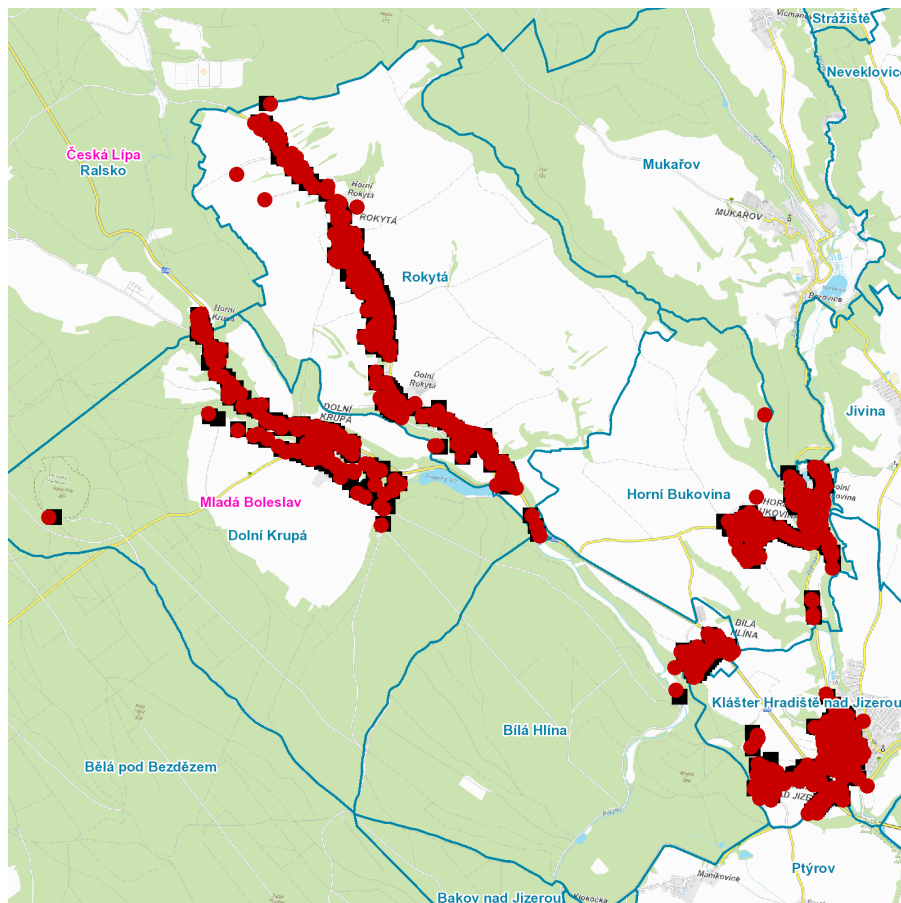 Strážiště
Neveklovice
Česká Lípa
Ralsko
Mukařov
MUKAŘOV
Horní
Rokytá
ROKYTÁ
Rokytá
Horní
Krupá
Dolní
Rokytá
DOLNÍ
KRUPÁ
Jivina
Mladá Boleslav
Dolní Krupá
Horní Bukovina
BÍLÁ
HLÍNA
Klášter Hradiště nad Jizerou
Bílá Hlína
Bělá pod Bezdězem
Ptýrov
Maníkovice
Bakov nad Jizerou
Klokočka